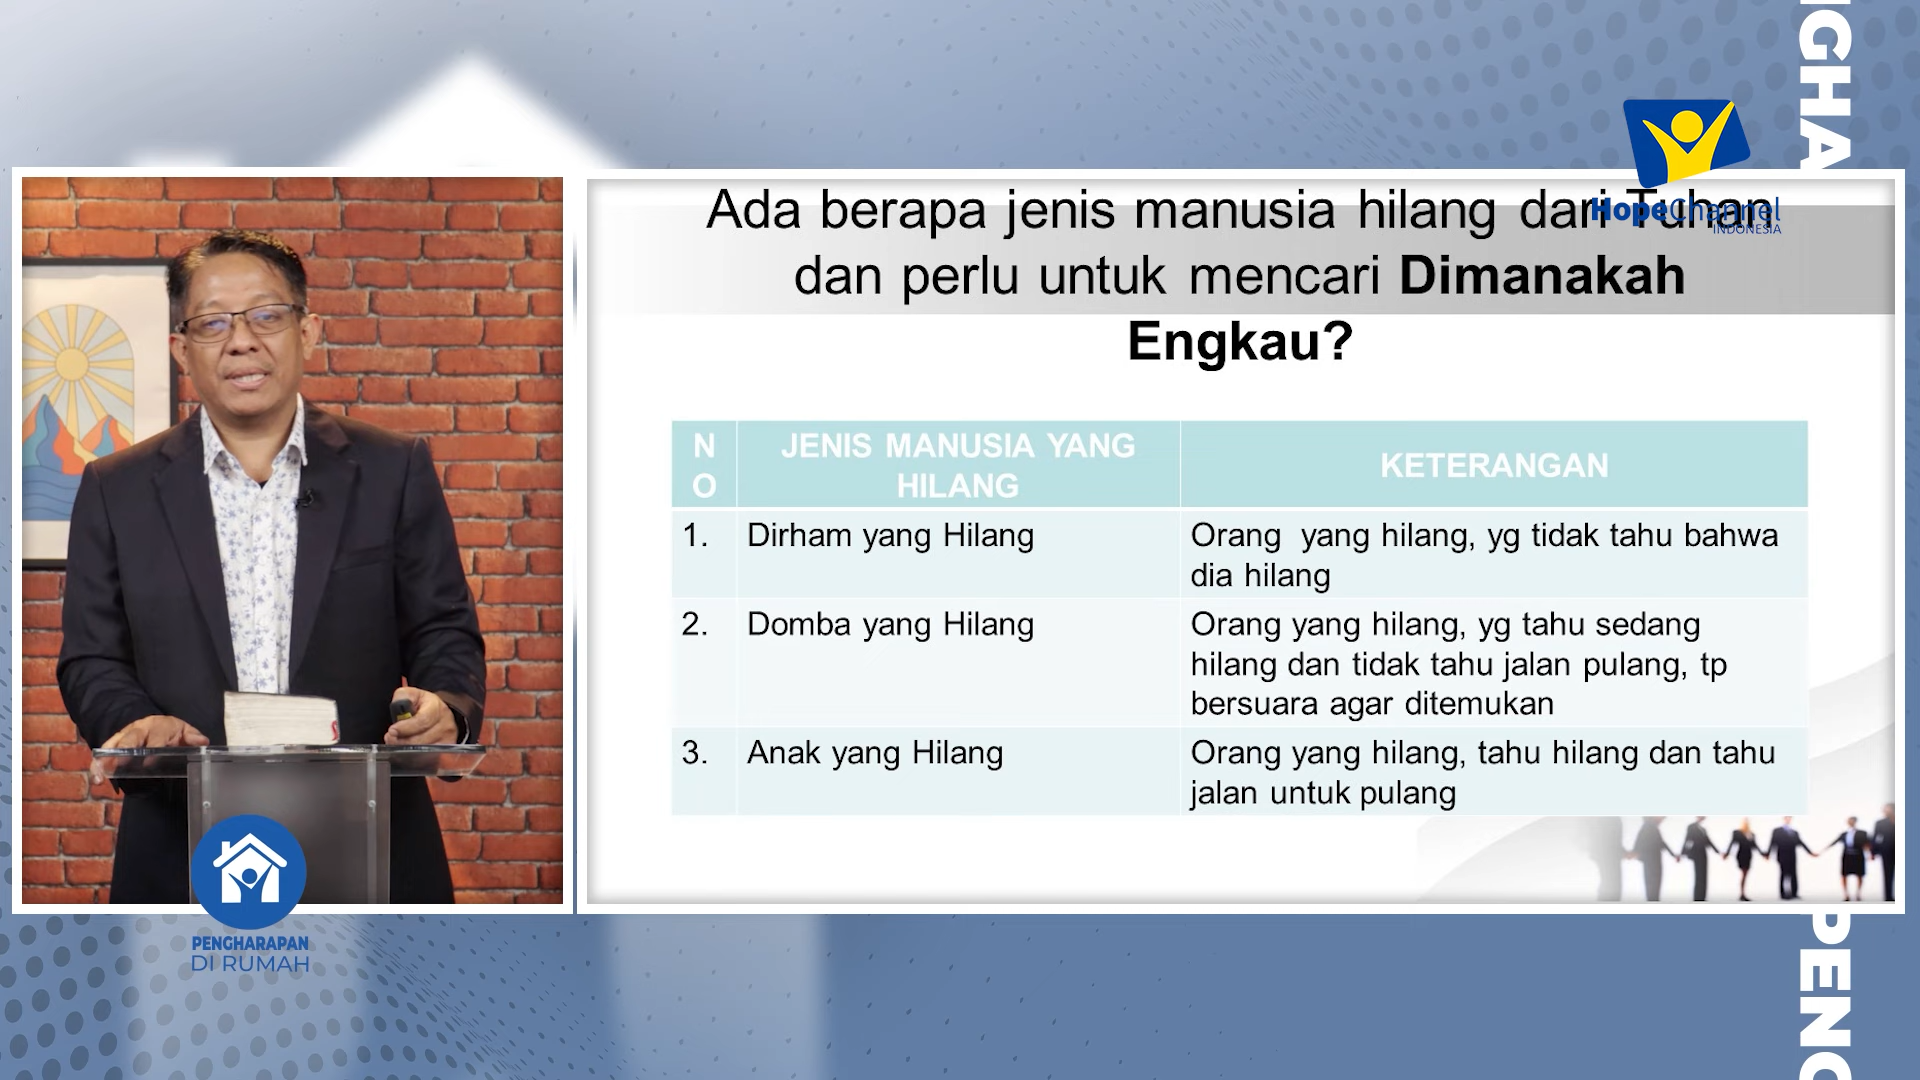 Ada berapa jenis manusia hilang dari Tuhan
dan perlu untuk mencari Dimanakah
Engkau?
HopeChannel
INDONESIA
NO
JENIS MANUSIA YANG
HILANG
KETERANGAN
1.
Dirham yang Hilang
Orang yang hilang, yg tidak tahu bahwa
dia hilang
2.
Domba yang Hilang
Orang yang hilang, yg tahu sedang
hilang dan tidak tahu jalan pulang, tp
bersuara agar ditemukan
3.
Anak yang Hilang
Orang yang hilang, tahu hilang dan tahu
jalan untuk pulang
PENGHARAPAN
DI RUMAH